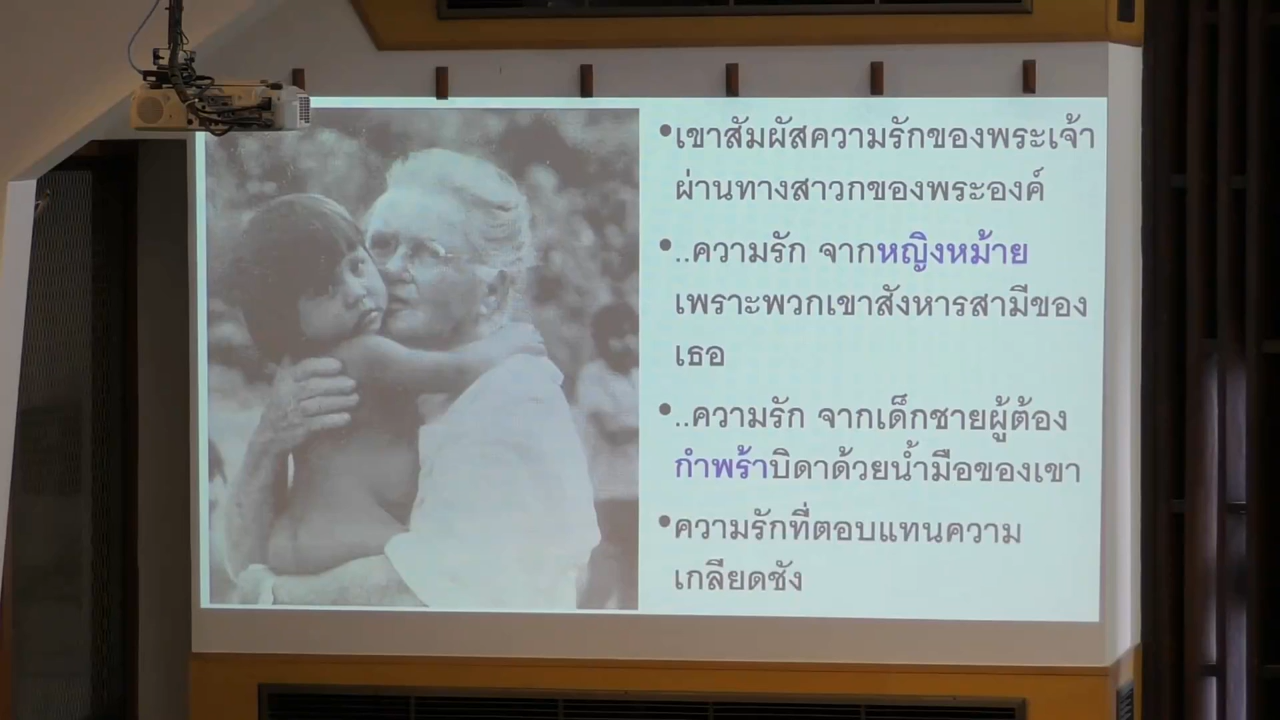 •เขาสัมผัสความรักของพระเจ้า
ผ่านทางสาวกของพระองค์
•..ความรัก จากหญิงหม้าย
เพราะพวกเขาสังหารสามีของ
เธอ
•..ความรัก จากเด็กชายผู้ต้อง
กำพร้าบิดาด้วยน้ำมือของเขา
•ความรักที่ตอบแทนความ
เกลียดชัง